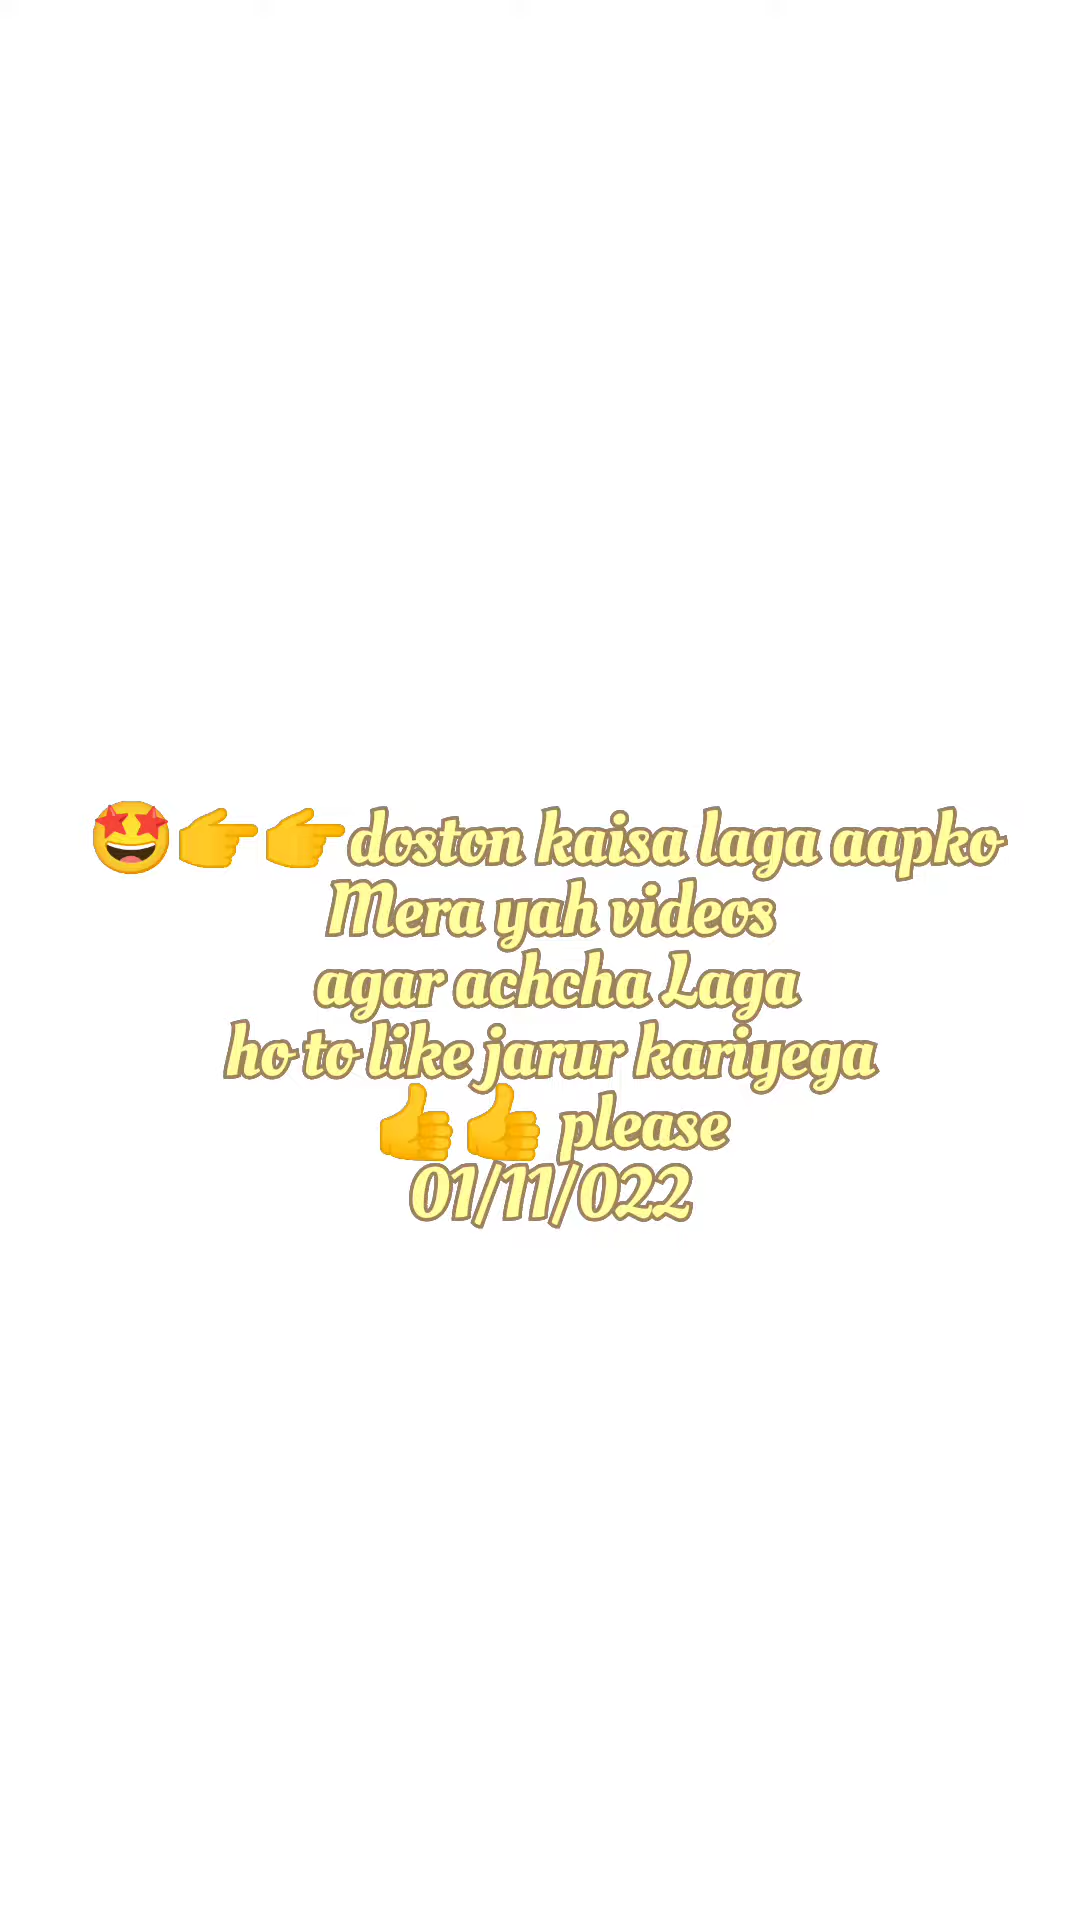 🤩👉👉doston kaisa laga aapko
Mera yah videos
agar achcha Laga
ho to like jarur kariyega
👍👍 please
01/11/022